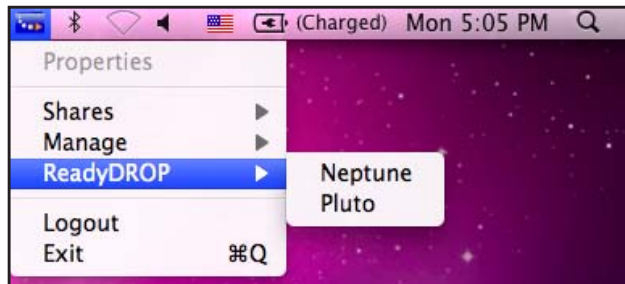 (Charged) Mon 5:05 PM
Properties
Shares
Manage
ReadyDROP
Neptune
Pluto
Logout
Exit ⌘Q